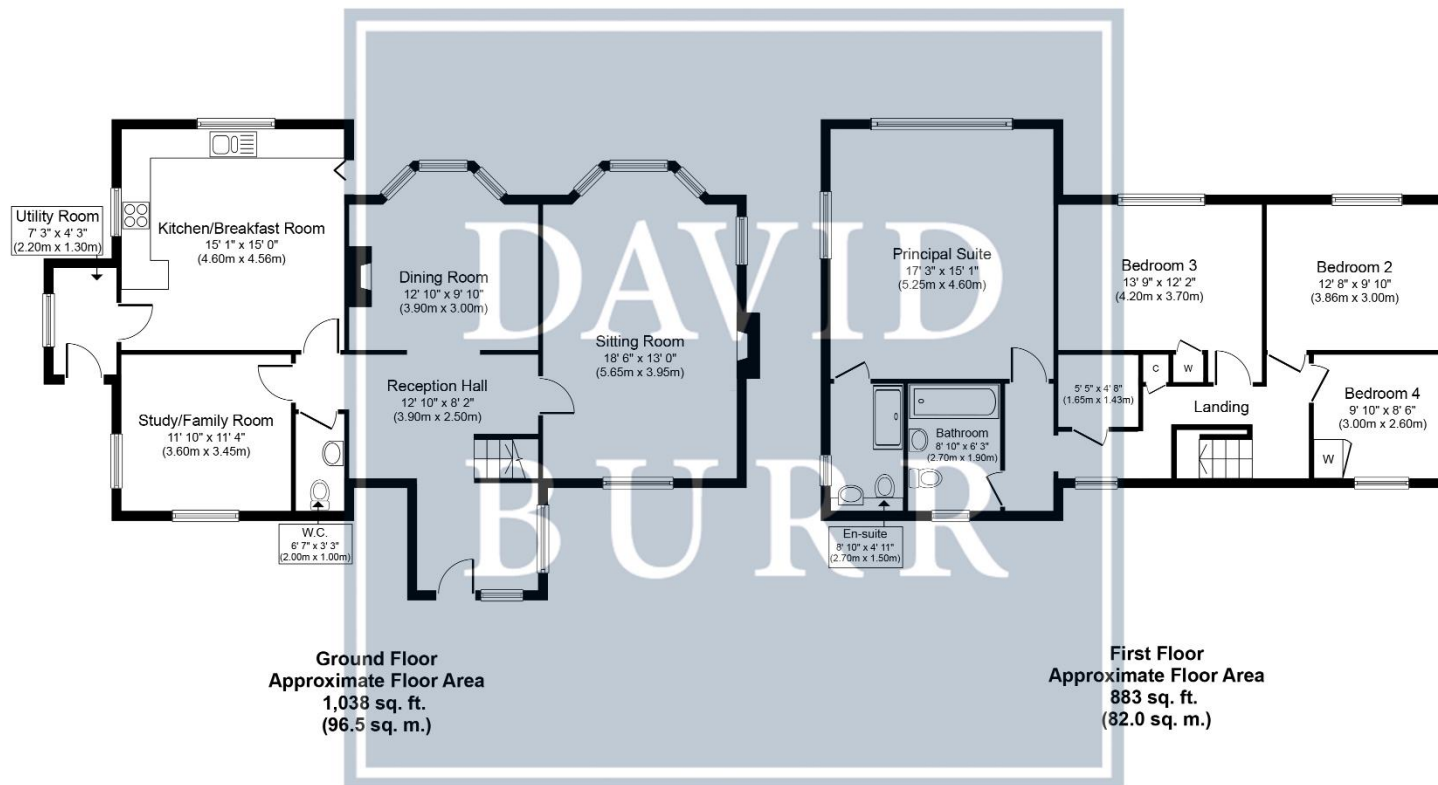 Utility Room
7' 3" x 4' 3"
(2.20m x 1.30m)
Kitchen/Breakfast Room
15' 1" x 15' 0"
(4.60m x 4.56m)
Dining Room
12' 10" x 9' 10"
(3.90m x 3.00m)
Sitting Room
18' 6" x 13' 0"
(5.65m x 3.95m)
Reception Hall
12' 10" x 8' 2"
(3.90m x 2.50m)
Study/Family Room
11' 10" x 11' 4"
(3.60m x 3.45m)
W.C.
6' 7" x 3' 3"
(2.00m x 1.00m)
Ground Floor
Approximate Floor Area
1,038 sq. ft.
(96.5 sq. m.)
Principal Suite
17' 3" x 15' 1"
(5.25m x 4.60m)
Bedroom 3
13' 9" x 12' 2"
(4.20m x 3.70m)
Bedroom 2
12' 8" x 9' 10"
(3.86m x 3.00m)
5' 5" x 4' 8"
(1.65m x 1.43m)
C
W
Landing
Bedroom 4
9' 10" x 8' 6"
(3.00m x 2.60m)
W
Bathroom
8' 10" x 6' 3"
(2.70m x 1.90m)
En-suite
8' 10" x 4' 11"
(2.70m x 1.50m)
First Floor
Approximate Floor Area
883 sq. ft.
(82.0 sq. m.)
DAVID
BURR